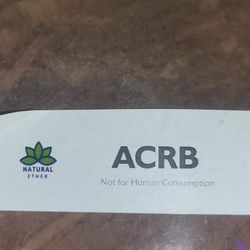 NATURAL
ETHER
ACRB
Not for Human Consumption